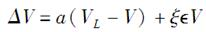 ΔV = a(V_L − V) + ξϵV